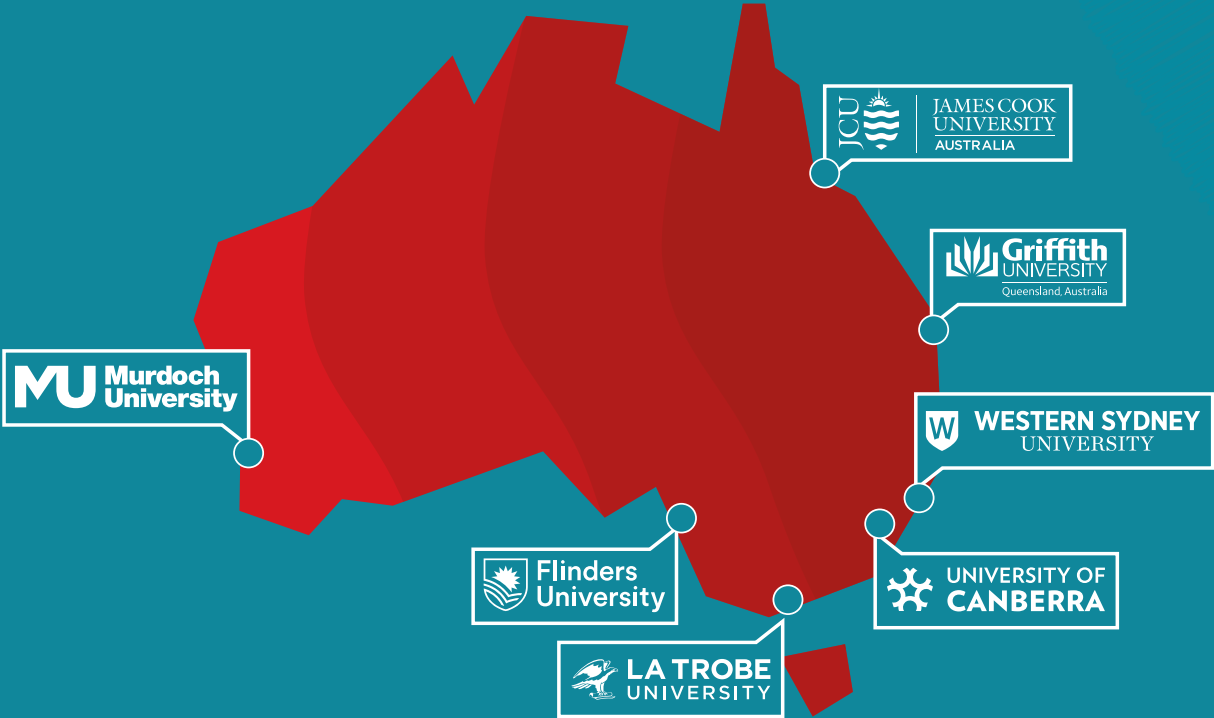 JCU
JAMES COOK
UNIVERSITY
AUSTRALIA
Griffith
UNIVERSITY
Queensland, Australia
MU
Murdoch
University
W
WESTERN SYDNEY
UNIVERSITY
Flinders
University
UNIVERSITY OF
CANBERRA
LA TROBE
UNIVERSITY